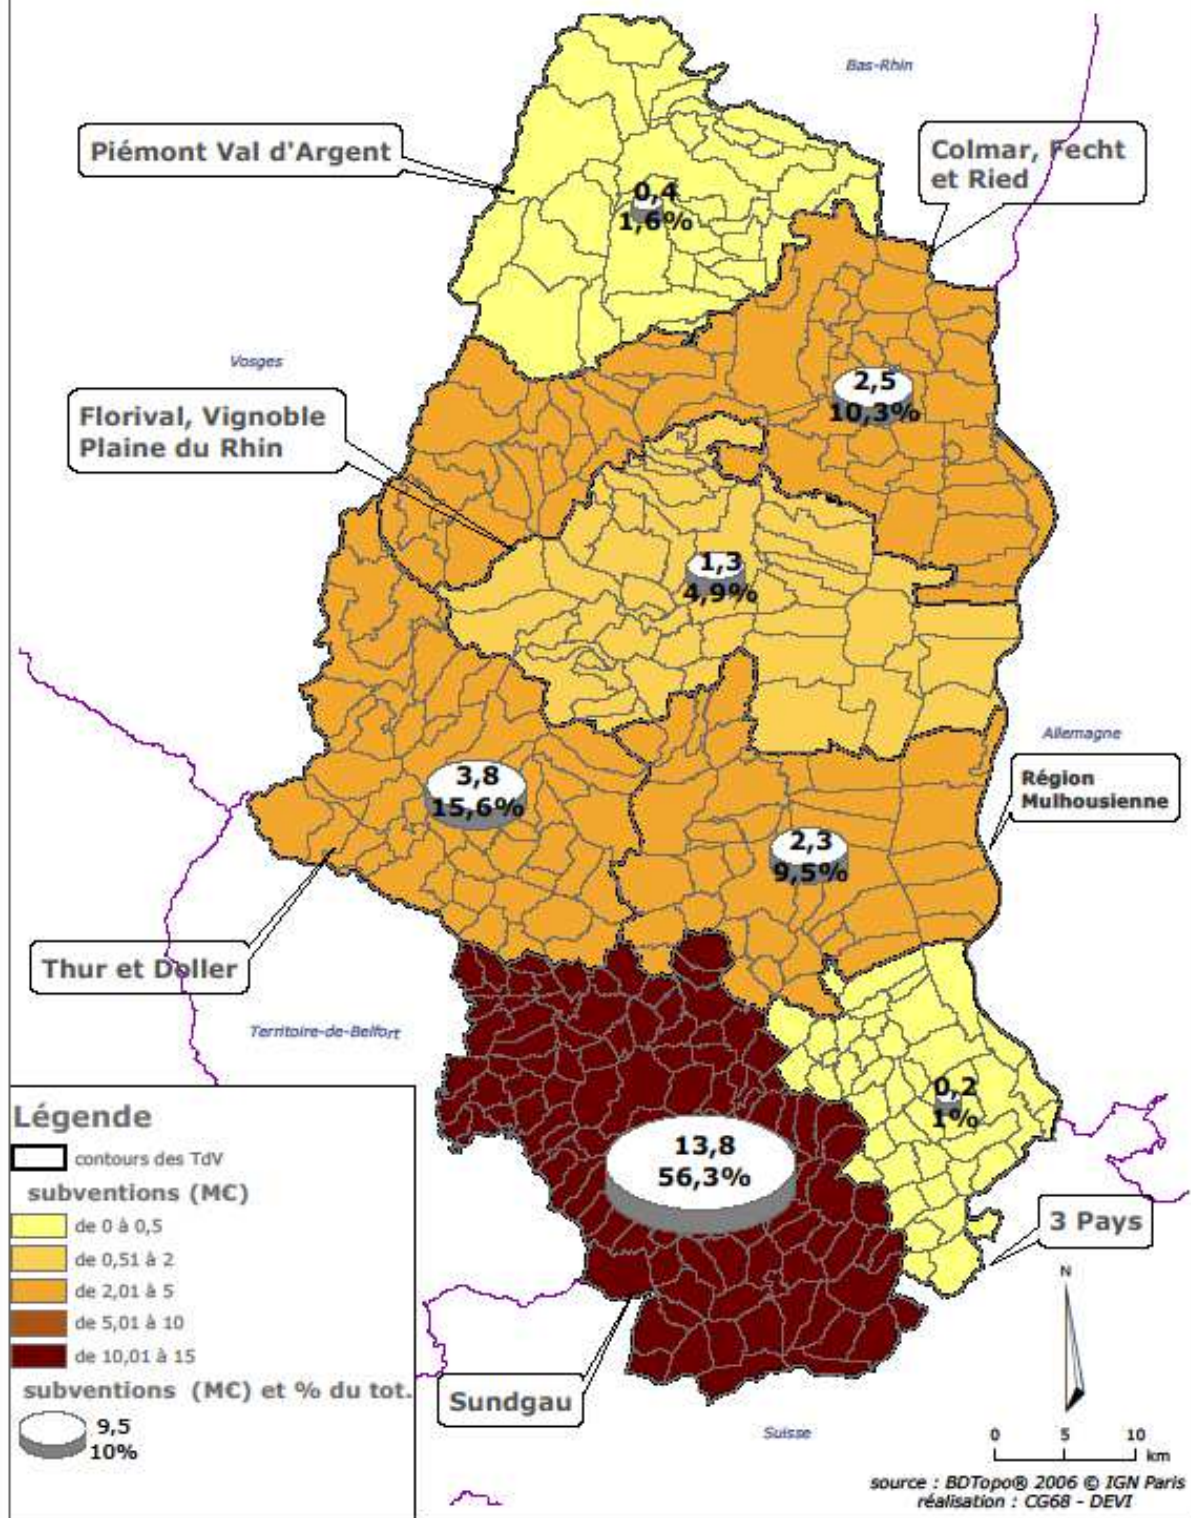 Bas-Rhin
Piémont Val d'Argent
Colmar, Fecht
et Ried
0,4
1,6%
Vosges
2,5
10,3%
Florival, Vignoble
Plaine du Rhin
1,3
4,9%
Allemagne
Région
Mulhousienne
3,8
15,6%
2,3
9,5%
Thur et Doller
Territoire-de-Belfort
0,2
1%
13,8
56,3%
3 Pays
Sundgau
Suisse
Légende
contours des TdV
subventions (M€)
de 0 à 0,5
de 0,51 à 2
de 2,01 à 5
de 5,01 à 10
de 10,01 à 15
subventions (M€) et % du tot.
9,5
10%
N
0 5 10
km
source : BDTopo® 2006 © IGN Paris
réalisation : CG68 - DEVI